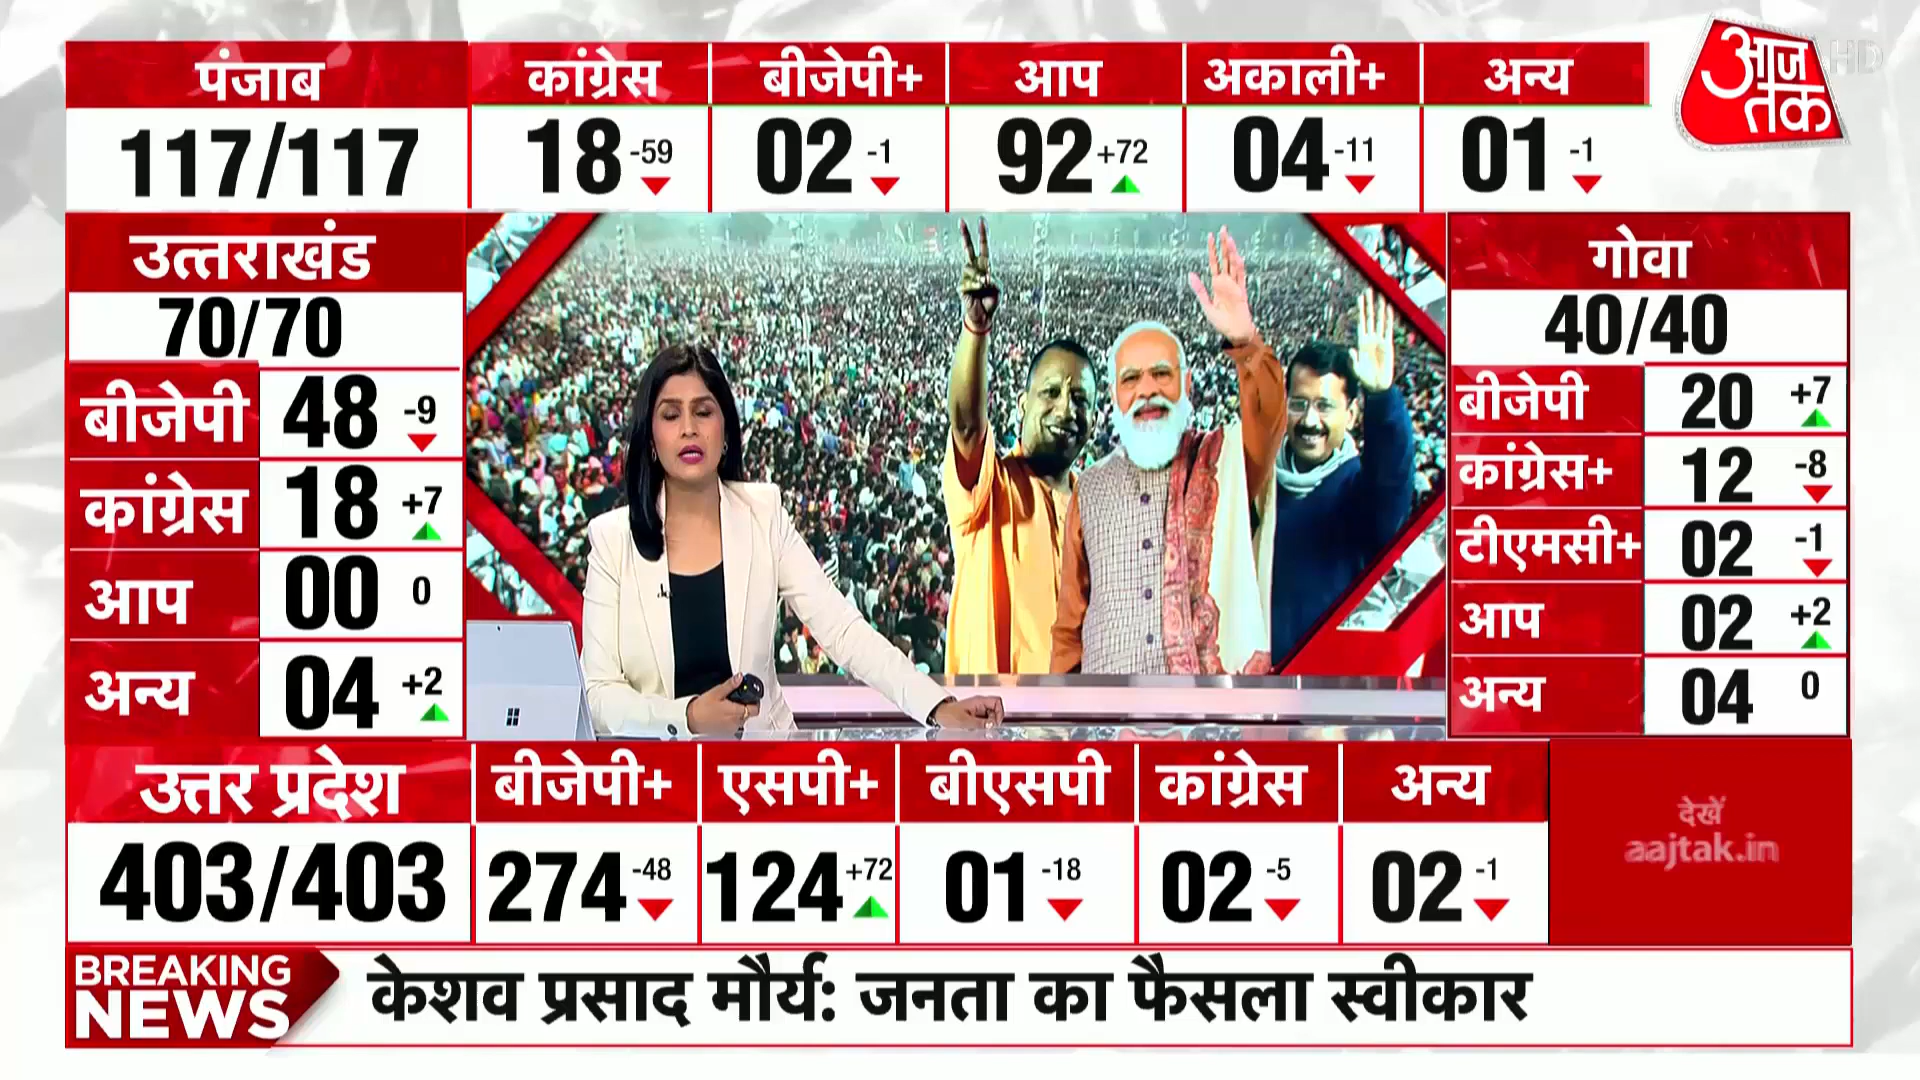 पंजाब
117/117
कांग्रेस
18 -59
बीजेपी+
02 -1
आप
92 +72
अकाली+
04 -11
अन्य
01 -1
आज
तक
HD
उत्तराखंड
70/70
बीजेपी 48 -9
कांग्रेस 18 +7
आप 00 0
अन्य 04 +2
गोवा
40/40
बीजेपी 20 +7
कांग्रेस+ 12 -8
टीएमसी+ 02 -1
आप 02 +2
अन्य 04 0
उत्तर प्रदेश
403/403
बीजेपी+
274 -48
एसपी+
124 +72
बीएसपी
01 -18
कांग्रेस
02 -5
अन्य
02 -1
देखें
aajtak.in
BREAKING
NEWS
केशव प्रसाद मौर्य: जनता का फैसला स्वीकार